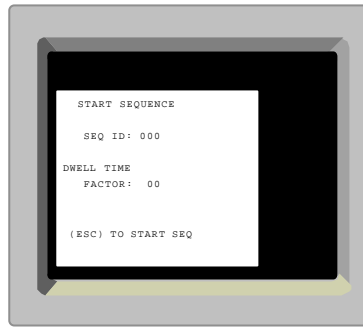 START SEQUENCE
SEQ ID: 000
DWELL TIME
FACTOR: 00
(ESC) TO START SEQ